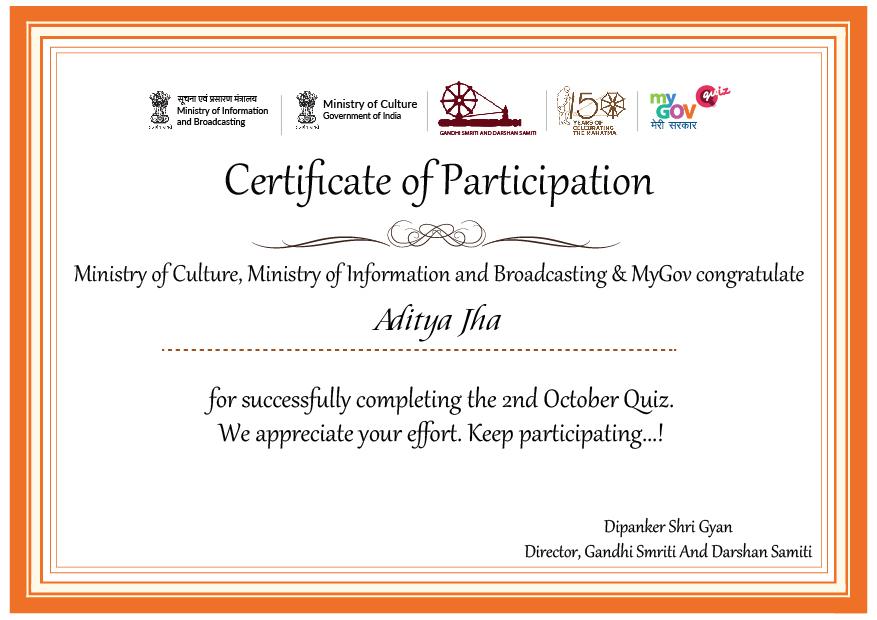 सूचना एवं प्रसारण मंत्रालय
Ministry of Information
and Broadcasting
Ministry of Culture
Government of India
GANDHI SMRITI AND DARSHAN SAMITI
150
YEARS OF
CELEBRATING
THE MAHATMA
my
GOV
quiz
मेरी सरकार
Certificate of Participation
Ministry of Culture, Ministry of Information and Broadcasting & MyGov congratulate
Aditya Jha
for successfully completing the 2nd October Quiz.
We appreciate your effort. Keep participating...!
Dipanker Shri Gyan
Director, Gandhi Smriti And Darshan Samiti